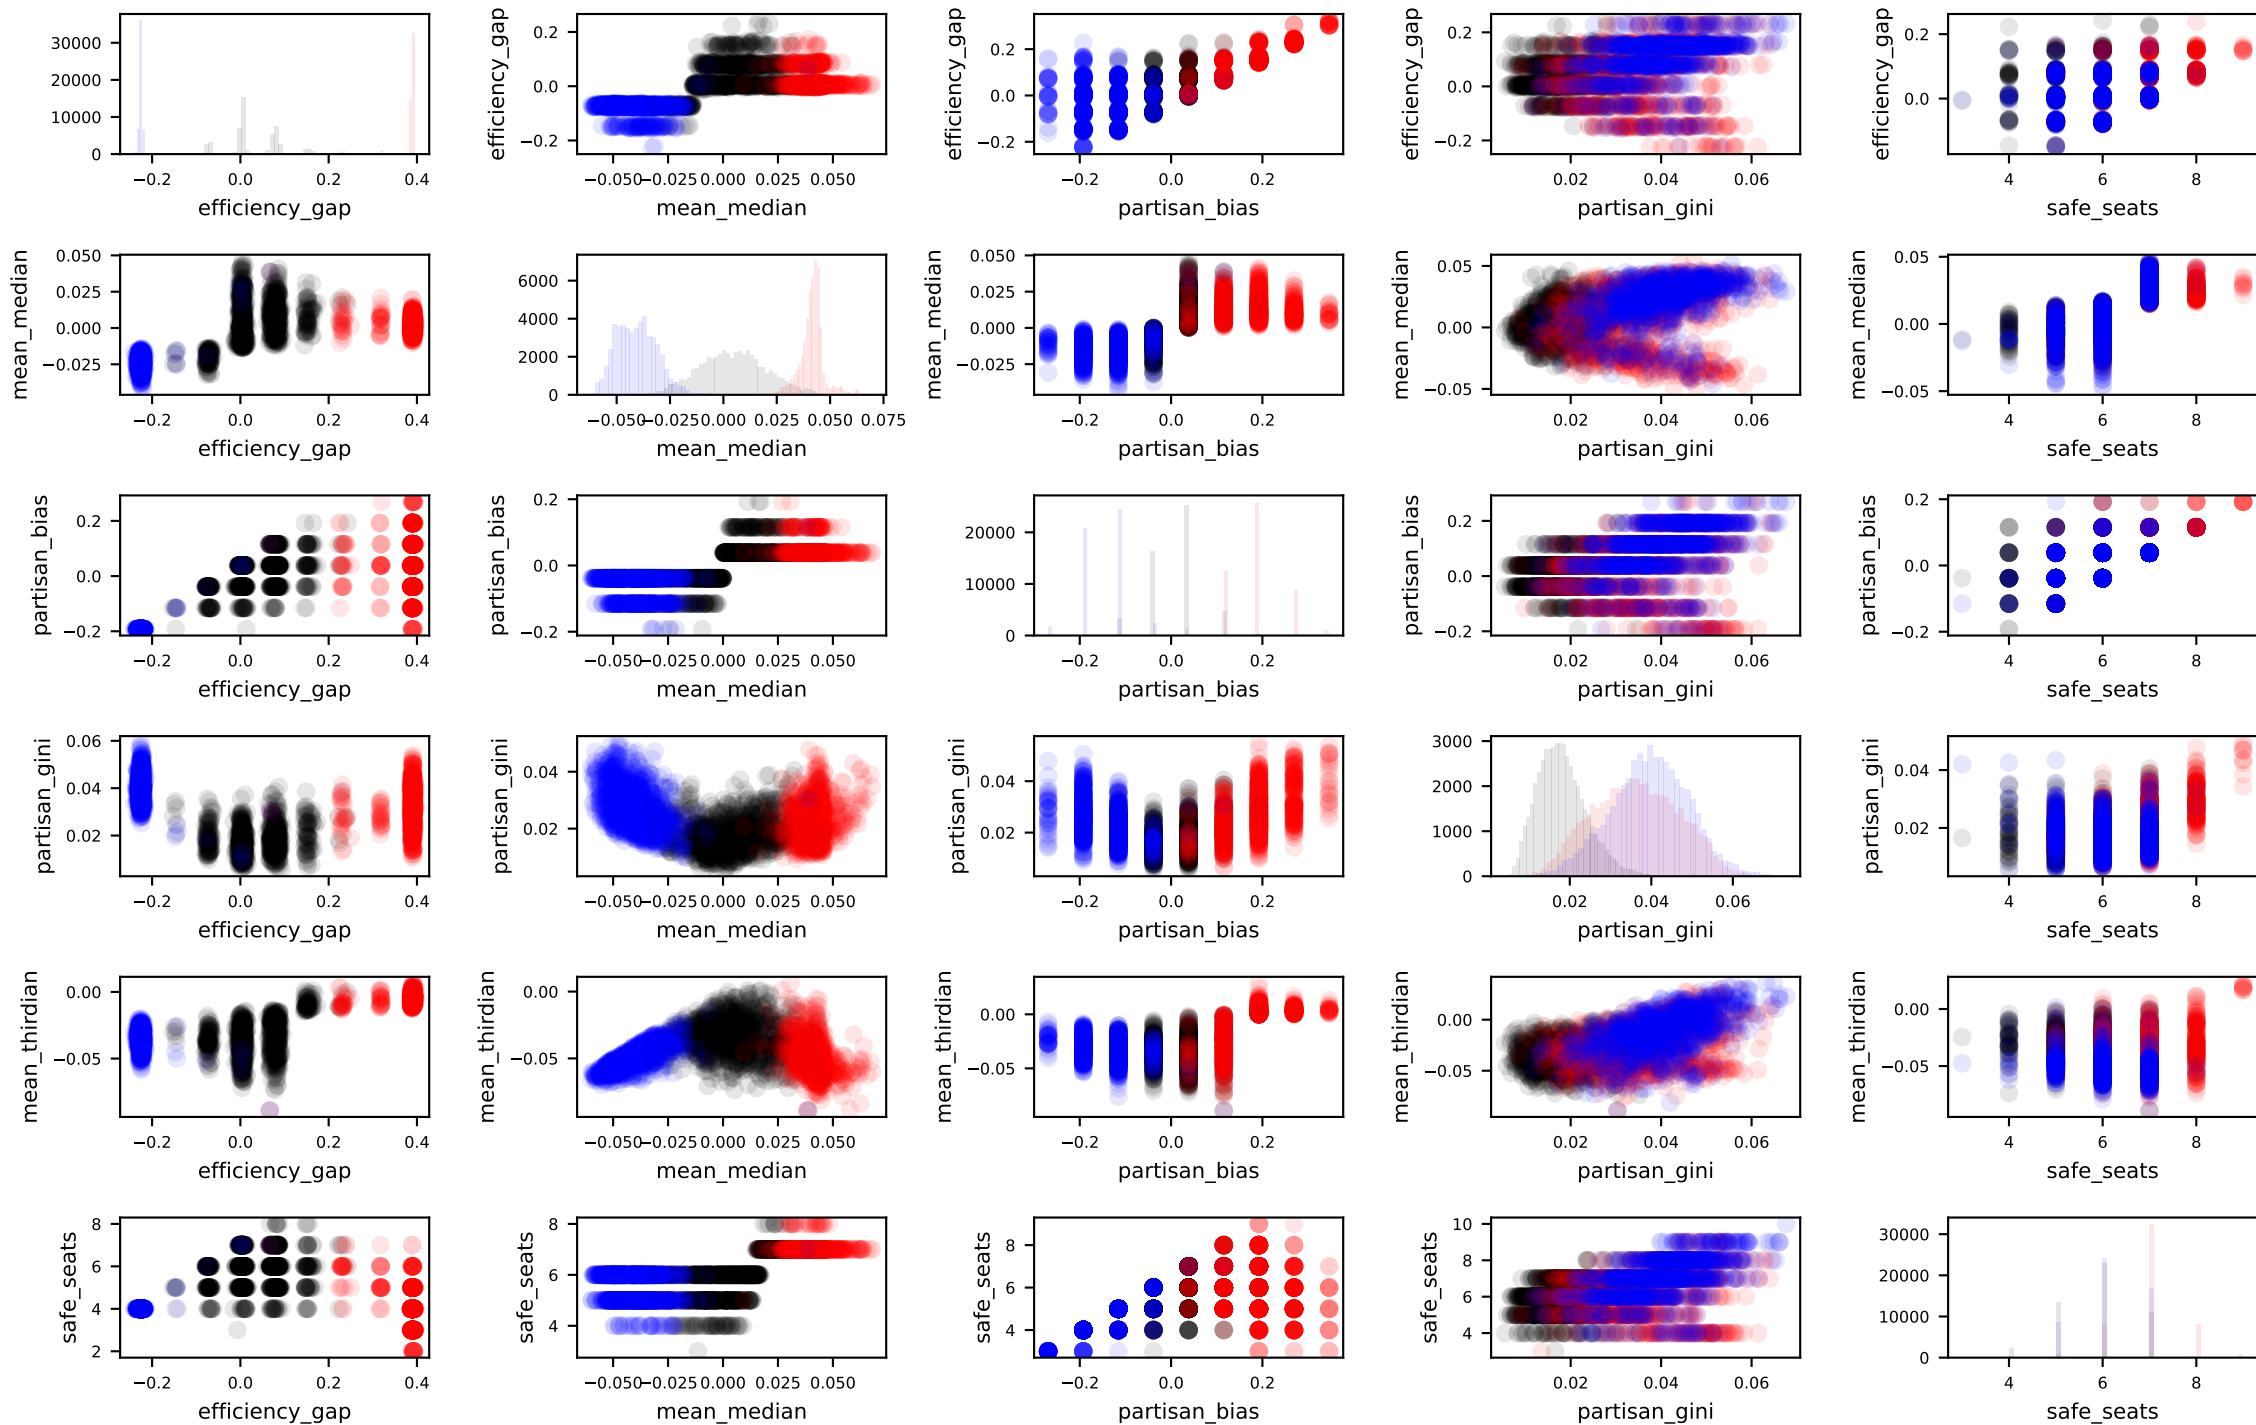 30000
20000
10000
0
−0.2 0.0 0.2 0.4
efficiency_gap
efficiency_gap
0.2
0.0
−0.2
−0.050 −0.025 0.000 0.025 0.050
mean_median
efficiency_gap
0.2
0.0
−0.2
−0.2 0.0 0.2
partisan_bias
efficiency_gap
0.2
0.1
0.0
−0.1
−0.2
0.02 0.04 0.06
partisan_gini
efficiency_gap
0.2
0.0
4 6 8
safe_seats
mean_median
0.050
0.025
0.000
−0.025
−0.2 0.0 0.2 0.4
efficiency_gap
6000
4000
2000
0
−0.050 −0.025 0.000 0.025 0.050 0.075
mean_median
mean_median
0.050
0.025
0.000
−0.025
−0.2 0.0 0.2
partisan_bias
mean_median
0.05
0.00
−0.05
0.02 0.04 0.06
partisan_gini
mean_median
0.05
0.00
−0.05
4 6 8
safe_seats
partisan_bias
0.2
0.0
−0.2
−0.2 0.0 0.2 0.4
efficiency_gap
partisan_bias
0.2
0.0
−0.2
−0.050 −0.025 0.000 0.025 0.050
mean_median
20000
10000
0
−0.2 0.0 0.2
partisan_bias
partisan_bias
0.2
0.0
−0.2
0.02 0.04 0.06
partisan_gini
partisan_bias
0.2
0.0
−0.2
4 6 8
safe_seats
partisan_gini
0.06
0.04
0.02
−0.2 0.0 0.2 0.4
efficiency_gap
partisan_gini
0.04
0.02
−0.050 −0.025 0.000 0.025 0.050
mean_median
partisan_gini
0.04
0.02
−0.2 0.0 0.2
partisan_bias
3000
2000
1000
0
0.02 0.04 0.06
partisan_gini
partisan_gini
0.04
0.02
4 6 8
safe_seats
mean_thirdian
0.00
−0.05
−0.2 0.0 0.2 0.4
efficiency_gap
mean_thirdian
0.00
−0.05
−0.050 −0.025 0.000 0.025 0.050
mean_median
mean_thirdian
0.00
−0.05
−0.2 0.0 0.2
partisan_bias
mean_thirdian
0.00
−0.05
0.02 0.04 0.06
partisan_gini
mean_thirdian
0.00
−0.05
4 6 8
safe_seats
safe_seats
8
6
4
2
−0.2 0.0 0.2 0.4
efficiency_gap
safe_seats
8
6
4
−0.050 −0.025 0.000 0.025 0.050
mean_median
safe_seats
8
6
4
−0.2 0.0 0.2
partisan_bias
safe_seats
10
9
8
7
6
5
4
3
0.02 0.04 0.06
partisan_gini
30000
20000
10000
0
4 6 8
safe_seats